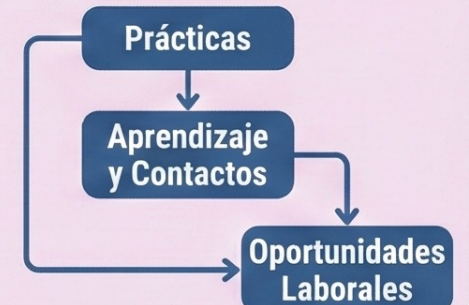 Prácticas
Aprendizaje
y Contactos
Oportunidades
Laborales